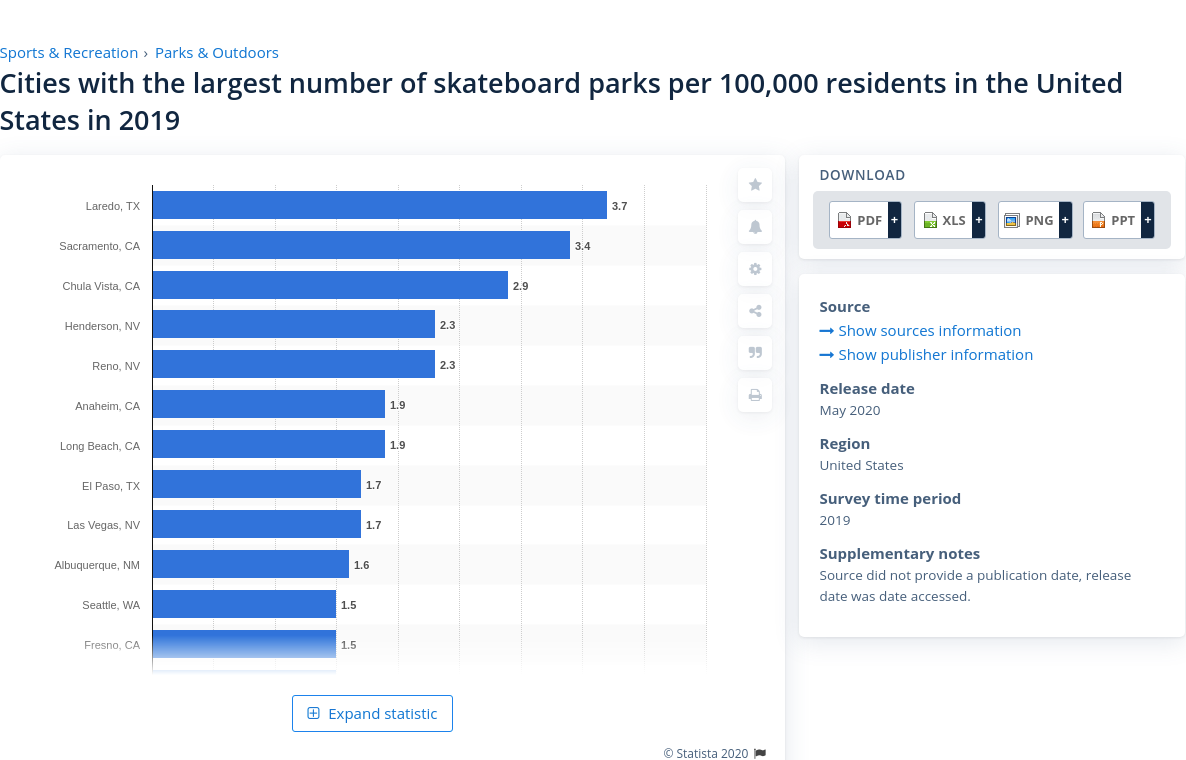 Sports & Recreation › Parks & Outdoors
Cities with the largest number of skateboard parks per 100,000 residents in the United
States in 2019
Laredo, TX 3.7
Sacramento, CA 3.4
Chula Vista, CA 2.9
Henderson, NV 2.3
Reno, NV 2.3
Anaheim, CA 1.9
Long Beach, CA 1.9
El Paso, TX 1.7
Las Vegas, NV 1.7
Albuquerque, NM 1.6
Seattle, WA 1.5
Fresno, CA 1.5
Expand statistic
© Statista 2020
DOWNLOAD
PDF + XLS + PNG + PPT +
Source
Show sources information
Show publisher information
Release date
May 2020
Region
United States
Survey time period
2019
Supplementary notes
Source did not provide a publication date, release
date was date accessed.